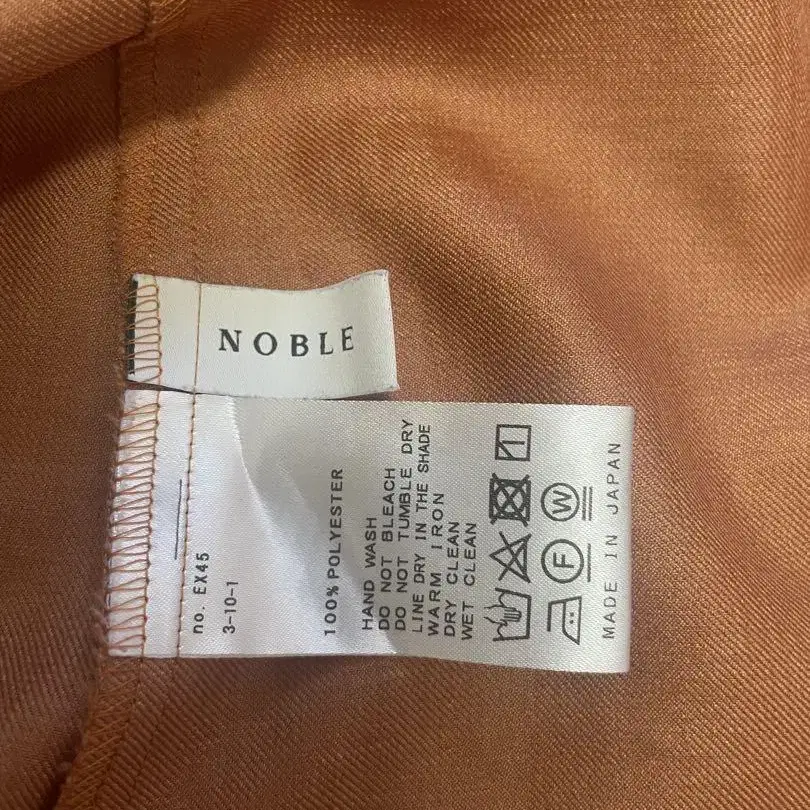 NOBLE
no. EX45
3-10-1
100% POLYESTER
HAND WASH
DO NOT BLEACH
DO NOT TUMBLE DRY
LINE DRY IN THE SHADE
WARM IRON
DRY CLEAN
WET CLEAN
F W
MADE IN JAPAN